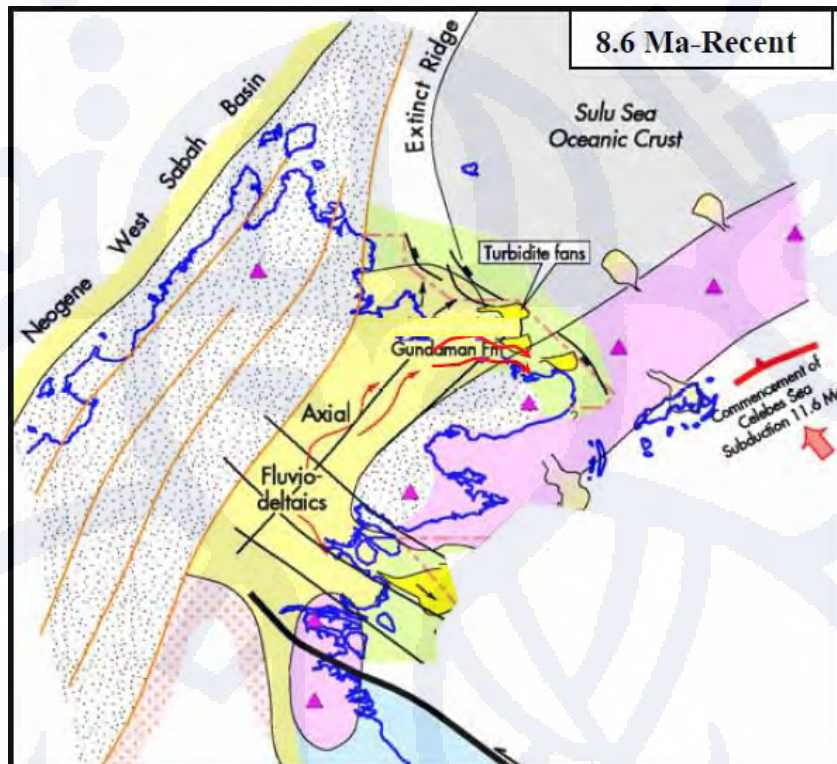 8.6 Ma-Recent
Extinct Ridge
Sulu Sea
Oceanic Crust
Neogene West Sabah Basin
Turbidite fans
Gundaman Fm
Axial
Fluvio-
deltaics
Commencement of
Celebes Sea
Subduction 11.6 Ma
?